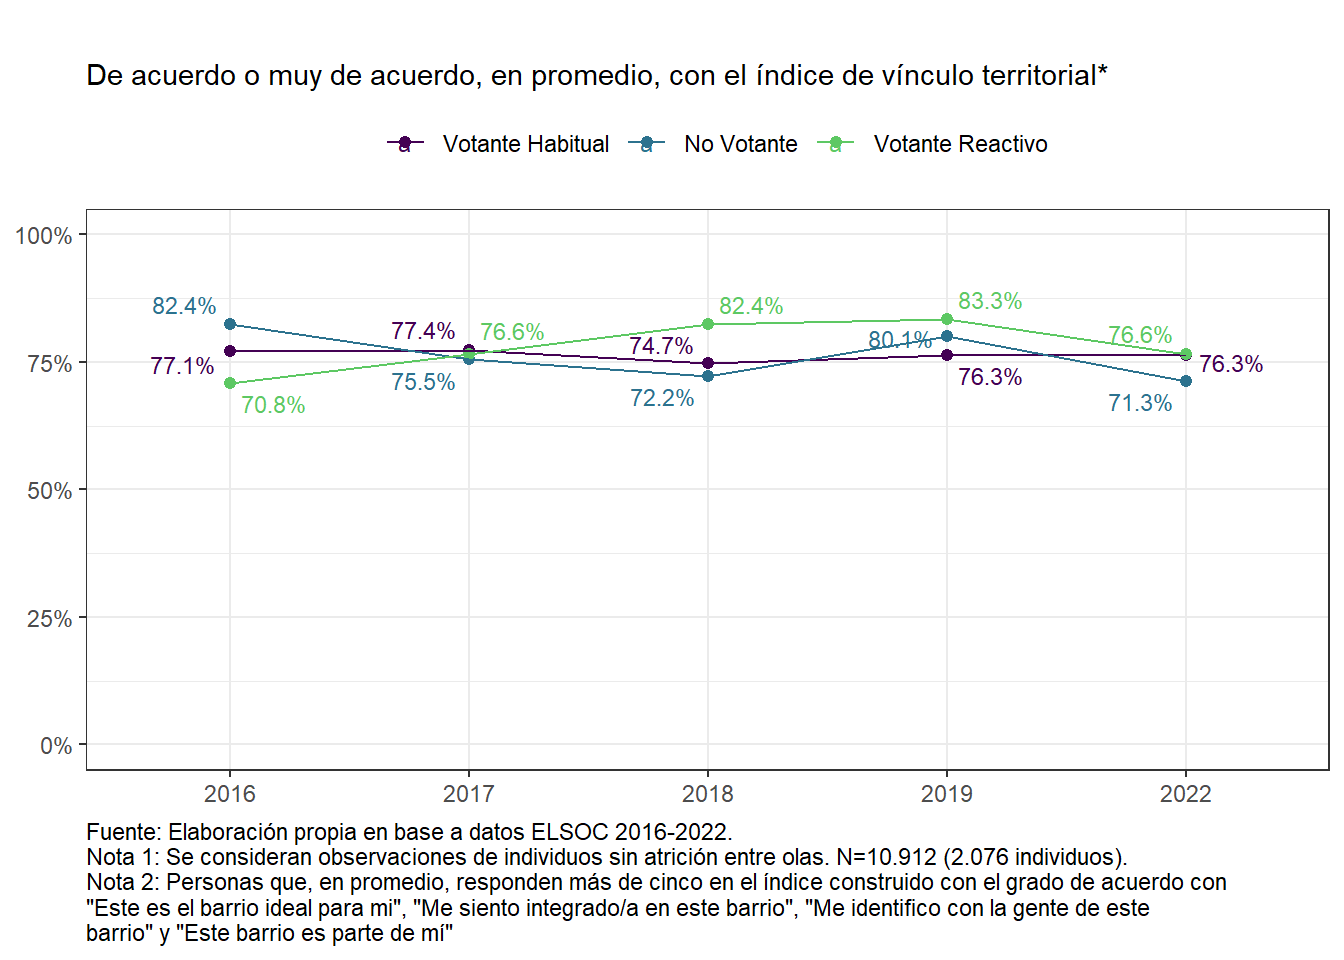 De acuerdo o muy de acuerdo, en promedio, con el índice de vínculo territorial*
a Votante Habitual a No Votante a Votante Reactivo
100%
75%
50%
25%
0%
82.4%
77.1%
70.8%
77.4%
76.6%
75.5%
82.4%
74.7%
72.2%
83.3%
80.1%
76.3%
76.6%
76.3%
71.3%
2016 2017 2018 2019 2022
Fuente: Elaboración propia en base a datos ELSOC 2016-2022.
Nota 1: Se consideran observaciones de individuos sin atrición entre olas. N=10.912 (2.076 individuos).
Nota 2: Personas que, en promedio, responden más de cinco en el índice construido con el grado de acuerdo con
"Este es el barrio ideal para mi", "Me siento integrado/a en este barrio", "Me identifico con la gente de este
barrio" y "Este barrio es parte de mí"